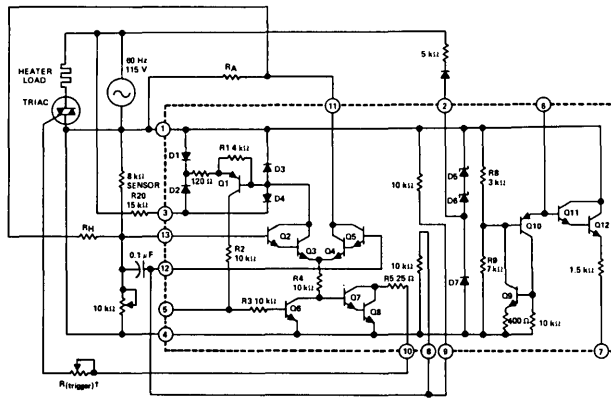 60 Hz
115 V
HEATER
LOAD
TRIAC
RA
5 kΩ
11
2
6
1
D1
D2
120 Ω
R1 4 kΩ
Q1
D3
D4
8 kΩ
SENSOR
R20
15 kΩ
3
RH
13
0.1 µF
12
10 kΩ
5
4
R2
10 kΩ
Q2
Q3
Q4
Q5
R4
10 kΩ
R3 10 kΩ
Q6
Q7
Q8
R5 25 Ω
10 kΩ
10 kΩ
D5
D6
D7
R8
3 kΩ
R9
7 kΩ
Q10
Q11
Q12
1.5 kΩ
Q9
400 Ω
10 kΩ
10
8
9
7
R(trigger)†